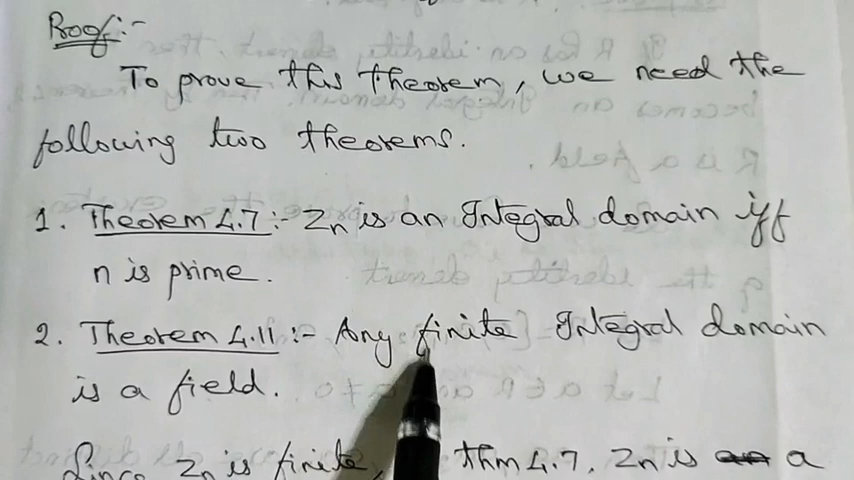 Proof:-
To prove this theorem, we need the
following two theorems.
1. Theorem 4.7:- Zn is an Integral domain iff
n is prime.
2. Theorem 4.11:- Any finite Integral domain
is a field.
Since Zn is finite, thm 4.7, Zn is a